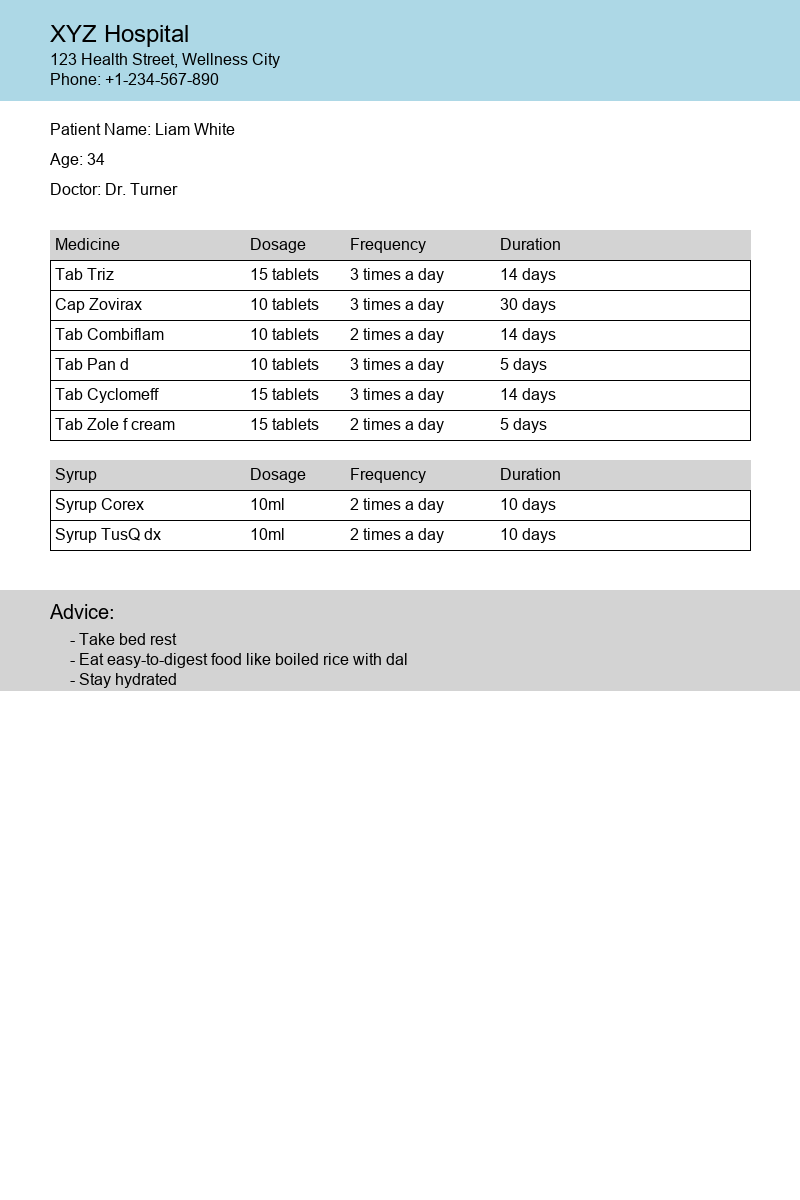 XYZ Hospital
123 Health Street, Wellness City
Phone: +1-234-567-890
Patient Name: Liam White
Age: 34
Doctor: Dr. Turner
Medicine Dosage Frequency Duration
Tab Triz 15 tablets 3 times a day 14 days
Cap Zovirax 10 tablets 3 times a day 30 days
Tab Combiflam 10 tablets 2 times a day 14 days
Tab Pan d 10 tablets 3 times a day 5 days
Tab Cyclomeff 15 tablets 3 times a day 14 days
Tab Zole f cream 15 tablets 2 times a day 5 days
Syrup Dosage Frequency Duration
Syrup Corex 10ml 2 times a day 10 days
Syrup TusQ dx 10ml 2 times a day 10 days
Advice:
- Take bed rest
- Eat easy-to-digest food like boiled rice with dal
- Stay hydrated